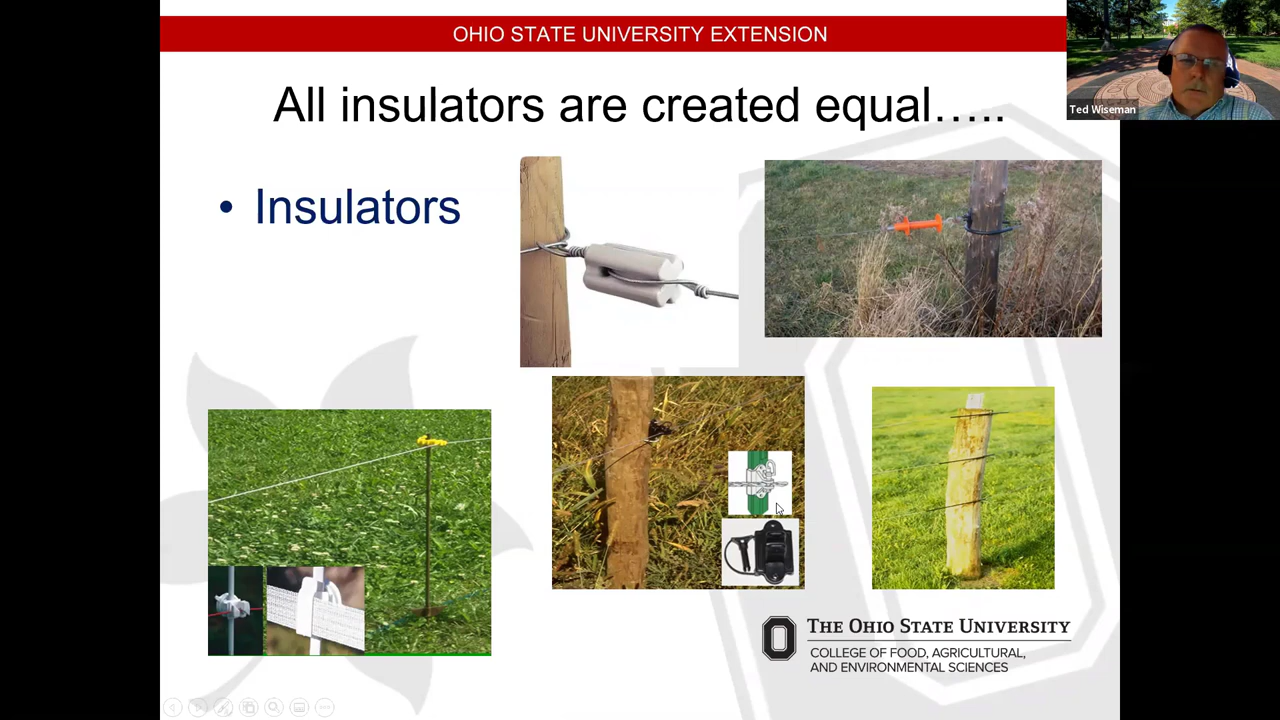 OHIO STATE UNIVERSITY EXTENSION
Ted Wiseman
All insulators are created equal…..
• Insulators
THE OHIO STATE UNIVERSITY
COLLEGE OF FOOD, AGRICULTURAL,
AND ENVIRONMENTAL SCIENCES